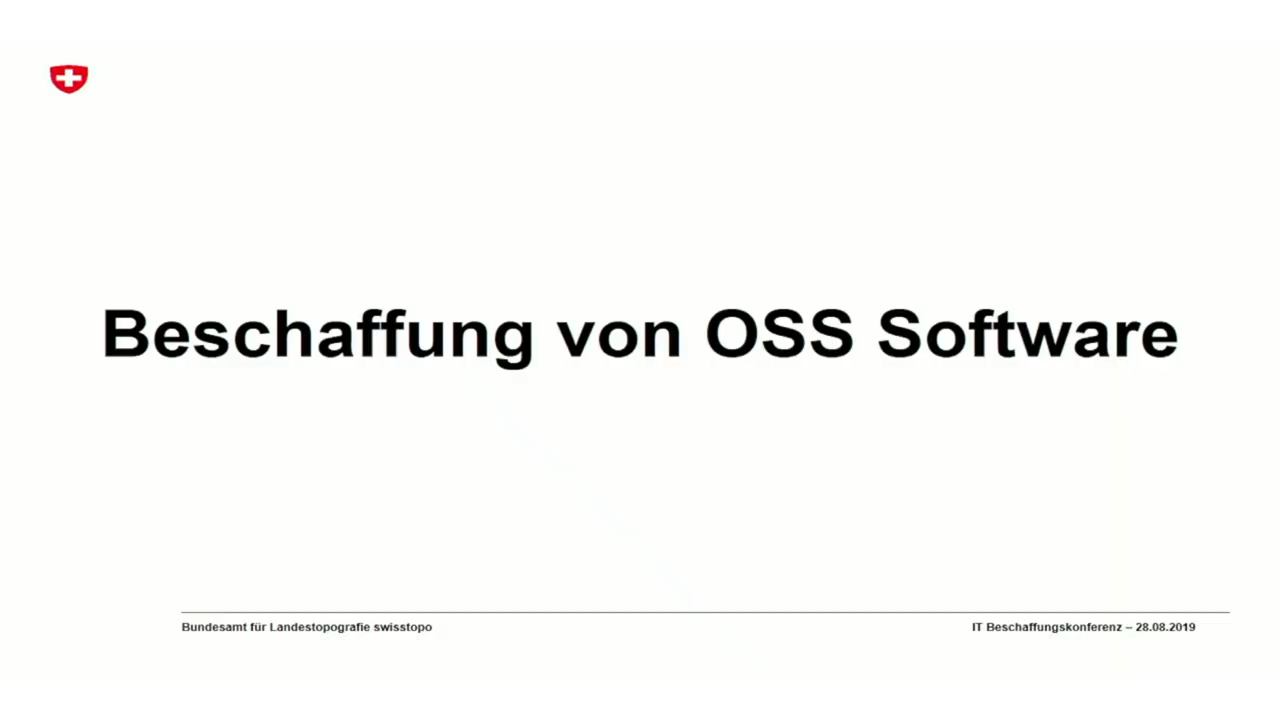 Beschaffung von OSS Software
Bundesamt für Landestopografie swisstopo
IT Beschaffungskonferenz – 28.08.2019